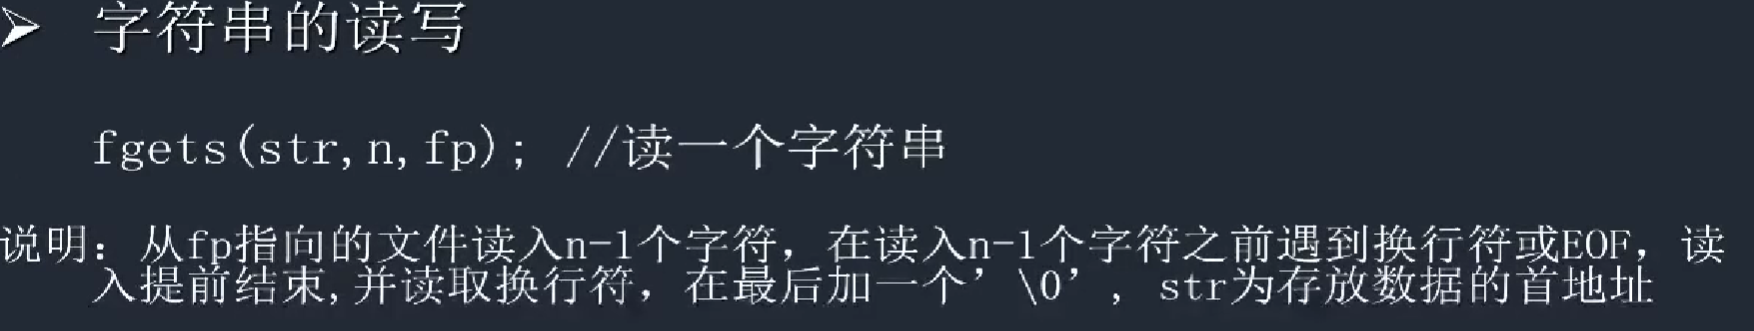 ➢ 字符串的读写
fgets(str,n,fp); //读一个字符串
说明：从fp指向的文件读入n-1个字符，在读入n-1个字符之前遇到换行符或EOF，读
入提前结束,并读取换行符，在最后加一个’\0’, str为存放数据的首地址